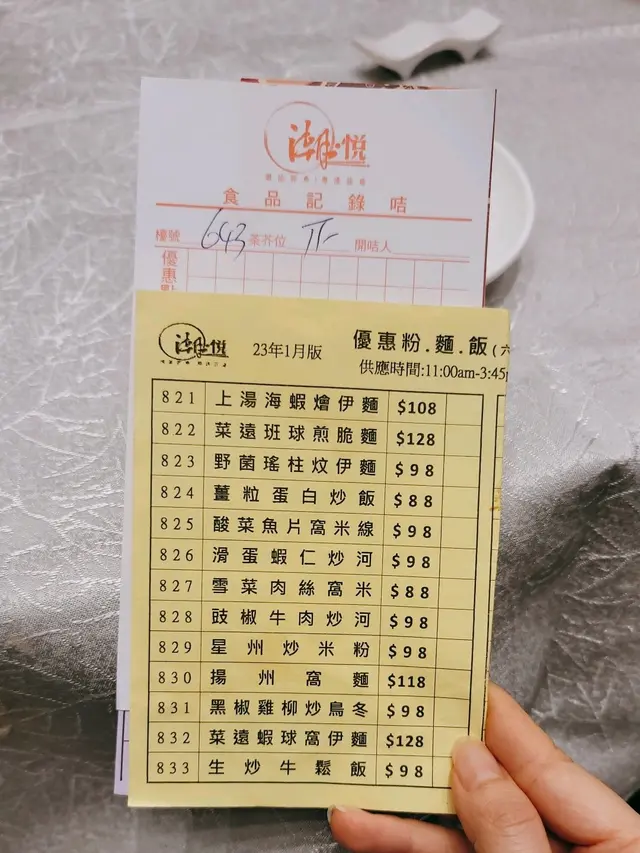 潮悅
食品記錄咭
檯號 643 茶芥位 開咭人
優惠點
潮悅 23年1月版 優惠粉.麵.飯(六
供應時間:11:00am-3:45p
821 上湯海蝦燴伊麵 $108
822 菜遠班球煎脆麵 $128
823 野菌瑤柱炆伊麵 $98
824 薑粒蛋白炒飯 $88
825 酸菜魚片窩米線 $98
826 滑蛋蝦仁炒河 $98
827 雪菜肉絲窩米 $88
828 豉椒牛肉炒河 $98
829 星州炒米粉 $98
830 揚州窩麵 $118
831 黑椒雞柳炒烏冬 $98
832 菜遠蝦球窩伊麵 $128
833 生炒牛鬆飯 $98